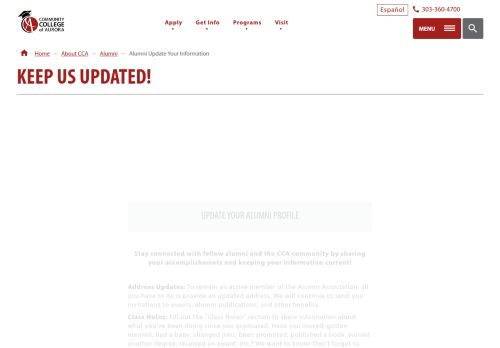 Español
303-360-4700
COMMUNITY
COLLEGE
of AURORA
Apply
Get Info
Programs
Visit
MENU
Home – About CCA – Alumni – Alumni Update Your Information
KEEP US UPDATED!
UPDATE YOUR ALUMNI PROFILE
Stay connected with fellow alumni and the CCA community by sharing
your accomplishments and keeping your information current!
Address Updates: To remain an active member of the Alumni Association, all
you have to do is provide an updated address. We will continue to send you
invitations to events, alumni publications, and other benefits.
Class Notes: Fill out the "Class Notes" section to share information about
what you've been doing since you graduated. Have you moved, gotten
married, had a baby, changed jobs, been promoted, published a book, earned
another degree, received an award, etc.? We want to know! Don't forget to